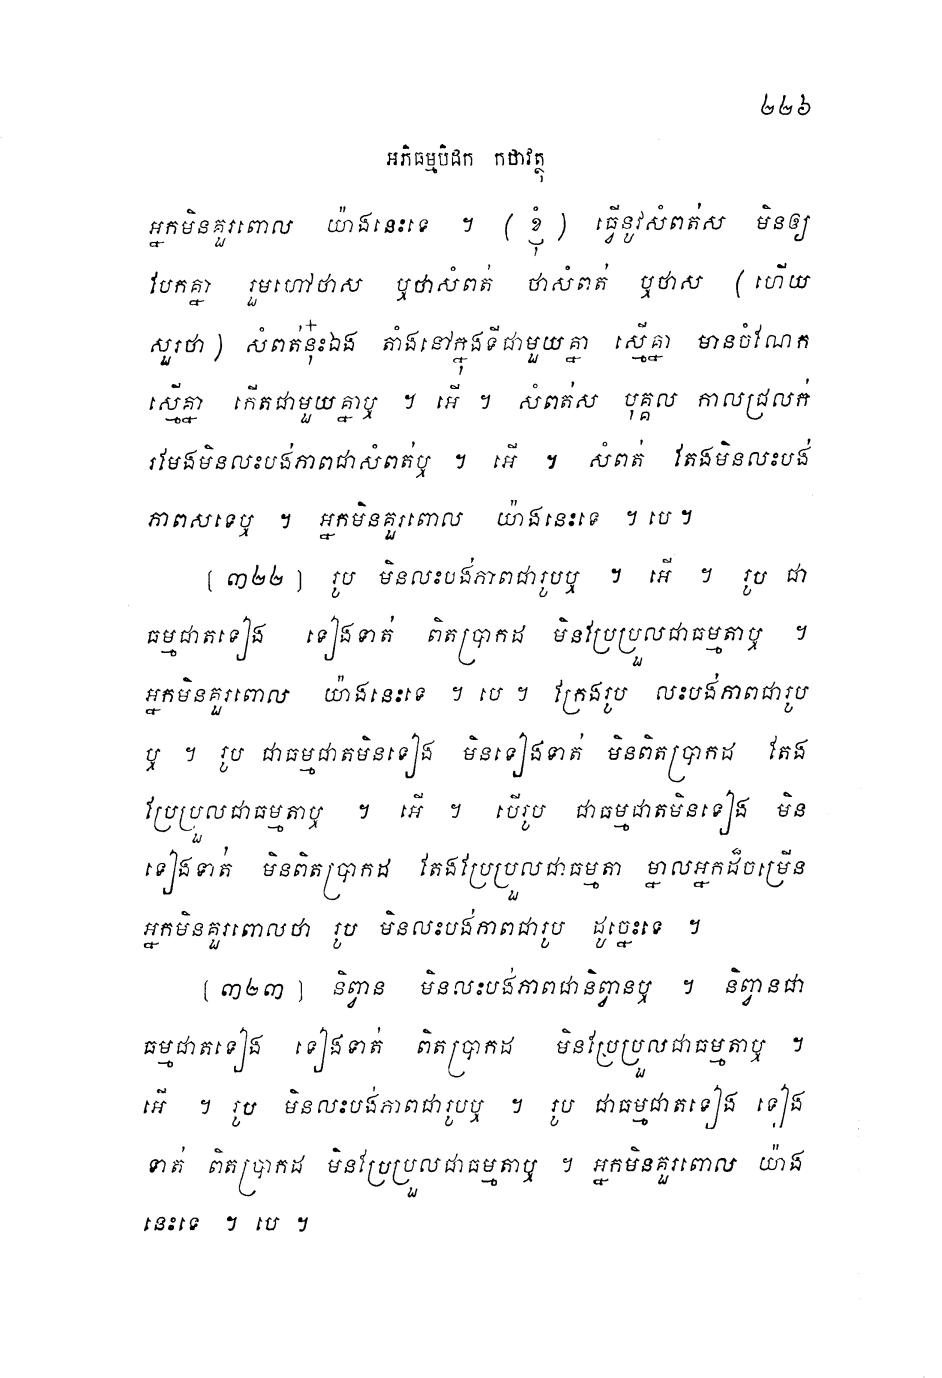 ២២៦
អភិធម្មបិដក កថាវត្ថុ
អ្នកមិនគួរពោល យ៉ាងនេះទេ ។ (ខ្ញុំ) ធ្វើនូវសំពត់ស មិនឲ្យ
បែកគ្នា រួមហៅថាស ឬថាសំពត់ ថាសំពត់ ឬថាស (ហើយ
សួរថា) សំពត់នុ៎ះឯង តាំងនៅក្នុងទីជាមួយគ្នា ស្មើគ្នា មានចំណែក
ស្មើគ្នា កើតជាមួយគ្នាឬ ។ អើ ។ សំពត់ស បុគ្គល កាលជ្រលក់
រមែងមិនលះបង់ភាពជាសំពត់ឬ ។ អើ ។ សំពត់ តែងមិនលះបង់
ភាពសទេឬ ។ អ្នកមិនគួរពោល យ៉ាងនេះទេ ។ បេ ។
(៣២២) រូប មិនលះបង់ភាពជារូបឬ ។ អើ ។ រូប ជា
ធម្មជាតទៀង ទៀងទាត់ ពិតប្រាកដ មិនប្រែប្រួលជាធម្មតាឬ ។
អ្នកមិនគួរពោល យ៉ាងនេះទេ ។ បេ ។ ក្រែងរូប លះបង់ភាពជារូប
ឬ ។ រូប ជាធម្មជាតមិនទៀង មិនទៀងទាត់ មិនពិតប្រាកដ តែង
ប្រែប្រួលជាធម្មតាឬ ។ អើ ។ បើរូប ជាធម្មជាតមិនទៀង មិន
ទៀងទាត់ មិនពិតប្រាកដ តែងប្រែប្រួលជាធម្មតា ម្នាលអ្នកដ៏ចម្រើន
អ្នកមិនគួរពោលថា រូប មិនលះបង់ភាពជារូប ដូច្នេះទេ ។
(៣២៣) និព្វាន មិនលះបង់ភាពជានិព្វានឬ ។ និព្វានជា
ធម្មជាតទៀង ទៀងទាត់ ពិតប្រាកដ មិនប្រែប្រួលជាធម្មតាឬ ។
អើ ។ រូប មិនលះបង់ភាពជារូបឬ ។ រូប ជាធម្មជាតទៀង ទៀង
ទាត់ ពិតប្រាកដ មិនប្រែប្រួលជាធម្មតាឬ ។ អ្នកមិនគួរពោល យ៉ាង
នេះទេ ។ បេ ។